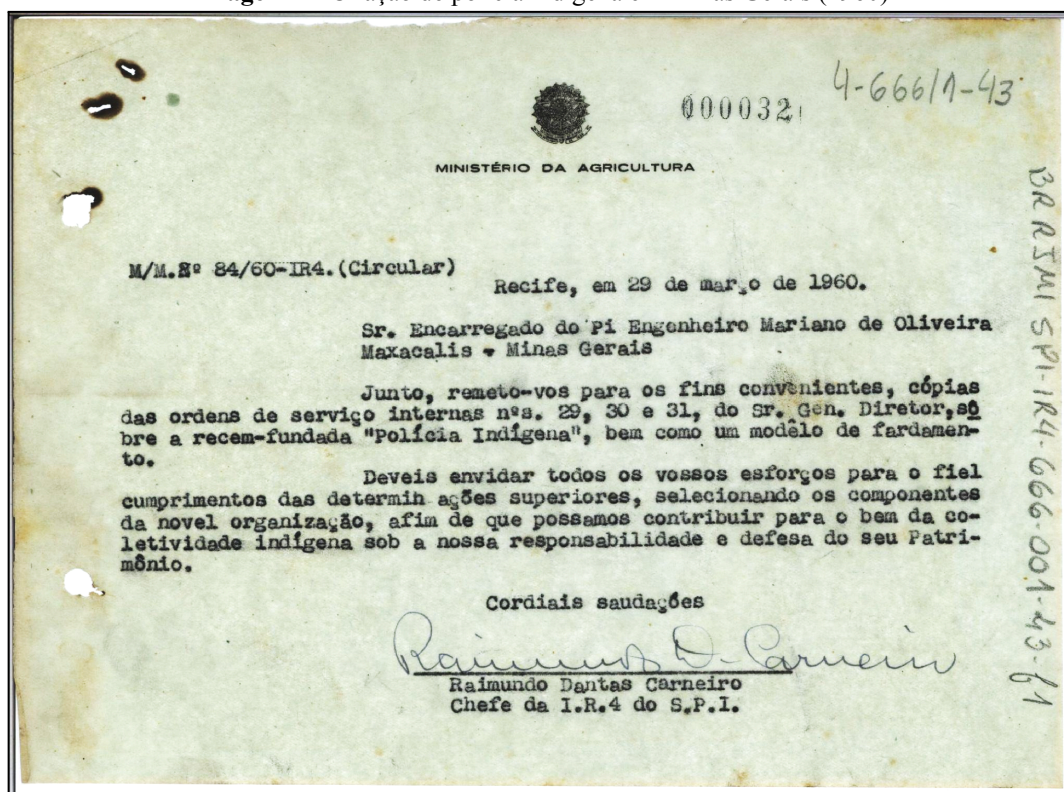 4-666/1-43
000032
MINISTÉRIO DA AGRICULTURA
BR RJMI SPI-IR4-666-001-43-f1
M/M.Nº 84/60-IR4.(Circular)
Recife, em 29 de março de 1960.
Sr. Encarregado do Pi Engenheiro Mariano de Oliveira
Maxacalis - Minas Gerais
Junto, remeto-vos para os fins convenientes, cópias
das ordens de serviço internas nºs. 29, 30 e 31, do Sr. Gen. Diretor,sô
bre a recem-fundada "Polícia Indígena", bem como um modêlo de fardamen-
to.
Deveis envidar todos os vossos esforços para o fiel
cumprimentos das determin ações superiores, selecionando os componentes
da novel organização, afim de que possamos contribuir para o bem da co-
letividade indígena sob a nossa responsabilidade e defesa do seu Patri-
mônio.
Cordiais saudações
Raimundo D. Carneiro
Raimundo Dantas Carneiro
Chefe da I.R.4 do S.P.I.